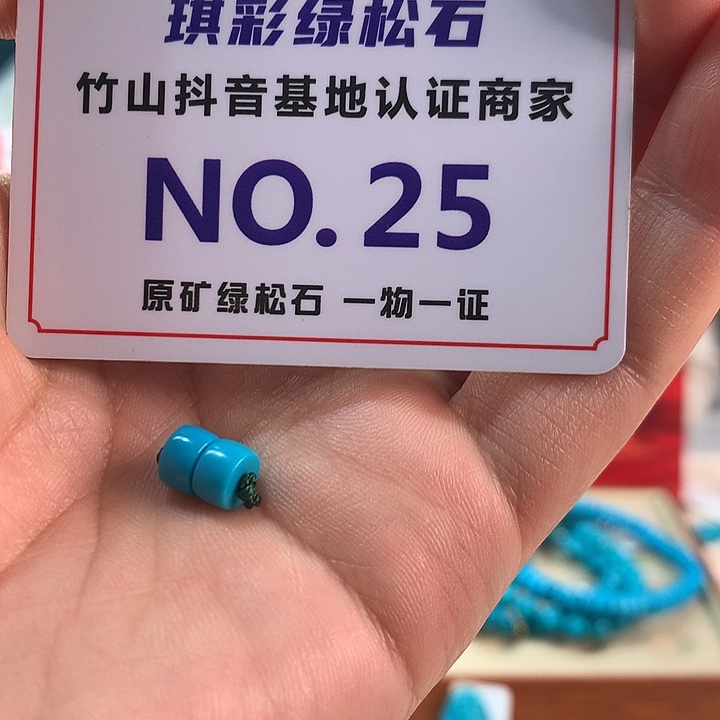 琪彩绿松石
竹山抖音基地认证商家
NO. 25
原矿绿松石 一物一证